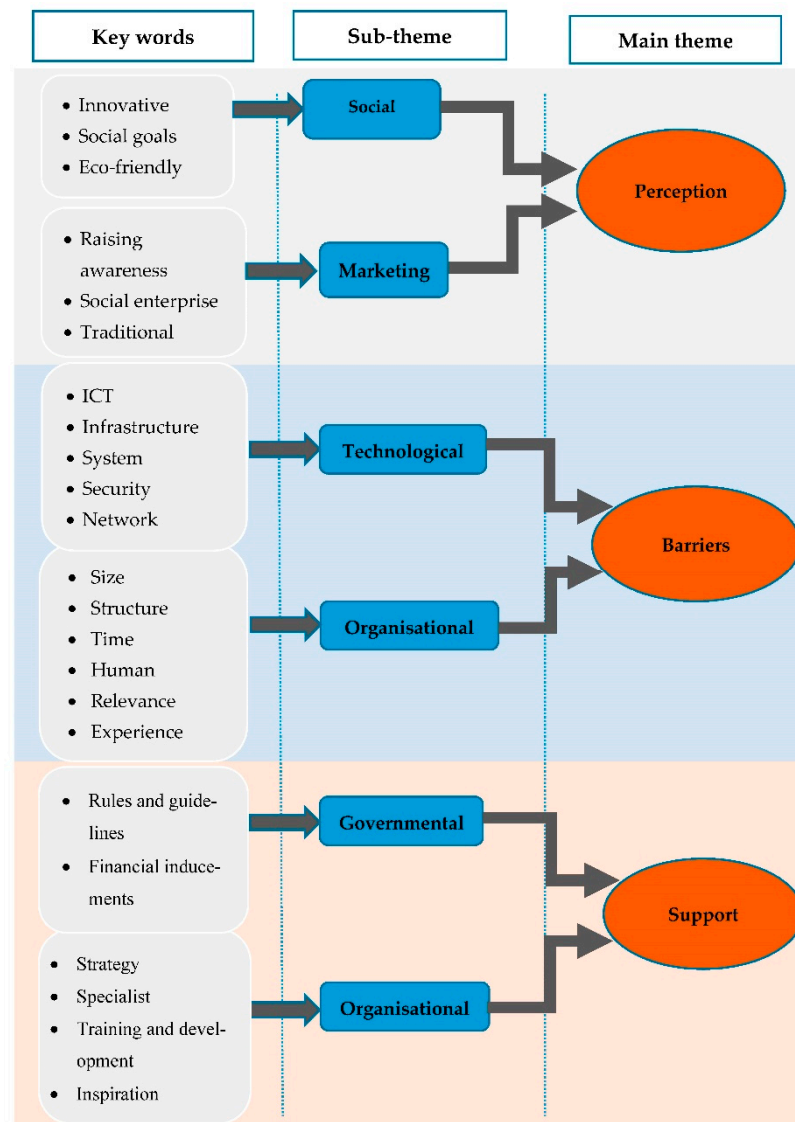 Key words
Sub-theme
Main theme
• Innovative
• Social goals
• Eco-friendly
Social
Perception
• Raising
awareness
• Social enterprise
• Traditional
Marketing
• ICT
• Infrastructure
• System
• Security
• Network
Technological
Barriers
• Size
• Structure
• Time
• Human
• Relevance
• Experience
Organisational
• Rules and guide-
lines
• Financial induce-
ments
Governmental
Support
• Strategy
• Specialist
• Training and devel-
opment
• Inspiration
Organisational